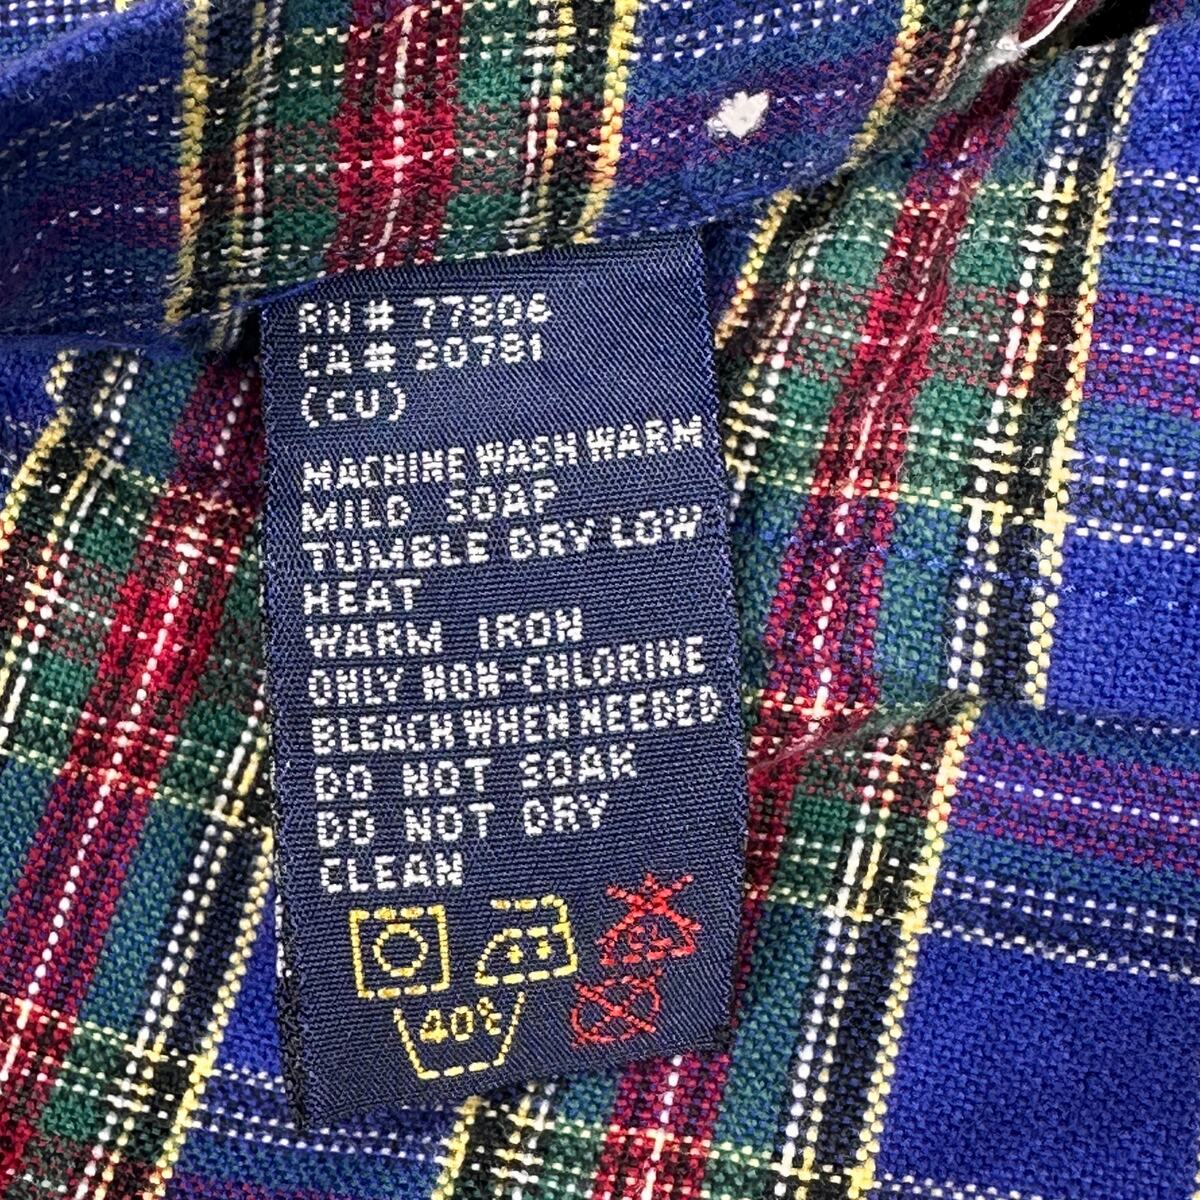 RN # 77806
CA # 20781
(CU)
MACHINE WASH WARM
MILD SOAP
TUMBLE DRY LOW
HEAT
WARM IRON
ONLY NON-CHLORINE
BLEACH WHEN NEEDED
DO NOT SOAK
DO NOT DRY
CLEAN
CL
40°c